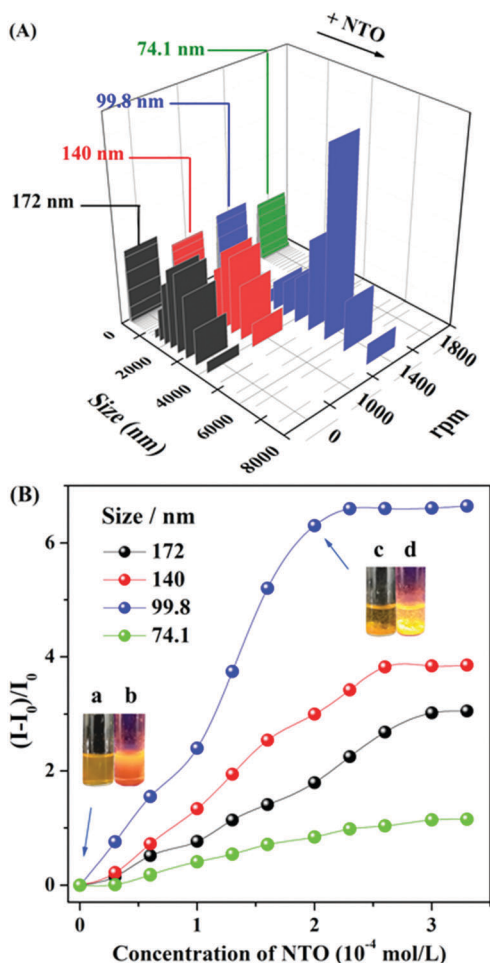 (A)
+ NTO
74.1 nm
99.8 nm
140 nm
172 nm
0
2000
4000
6000
8000
Size (nm)
0
1000
1400
1800
rpm
(B)
Size / nm
172
140
99.8
74.1
c d
a b
6
4
2
0
(I-I₀)/I₀
0 1 2 3
Concentration of NTO (10⁻⁴ mol/L)